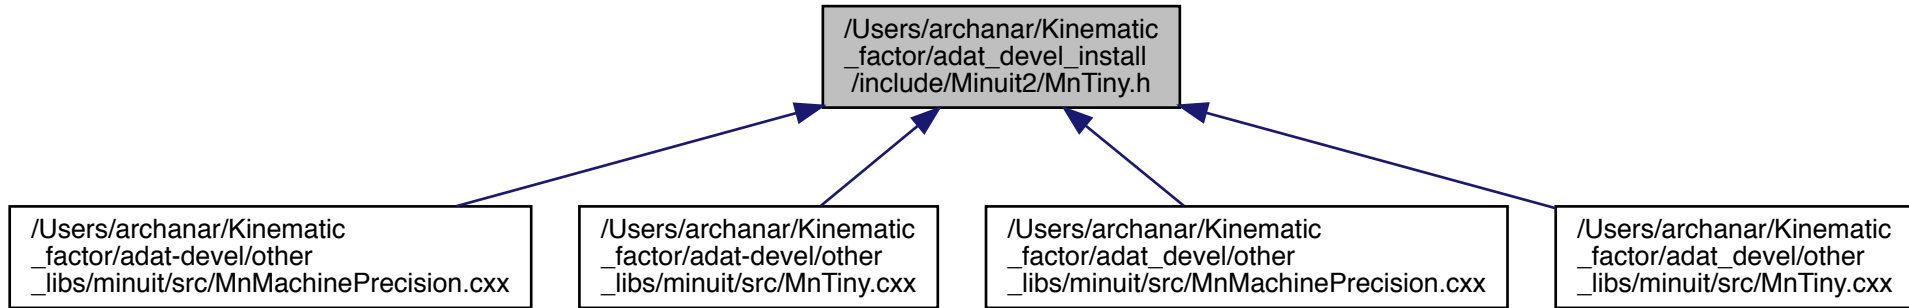 /Users/archanar/Kinematic
_factor/adat_devel_install
/include/Minuit2/MnTiny.h
/Users/archanar/Kinematic
_factor/adat-devel/other
_libs/minuit/src/MnMachinePrecision.cxx
/Users/archanar/Kinematic
_factor/adat-devel/other
_libs/minuit/src/MnTiny.cxx
/Users/archanar/Kinematic
_factor/adat_devel/other
_libs/minuit/src/MnMachinePrecision.cxx
/Users/archanar/Kinematic
_factor/adat_devel/other
_libs/minuit/src/MnTiny.cxx